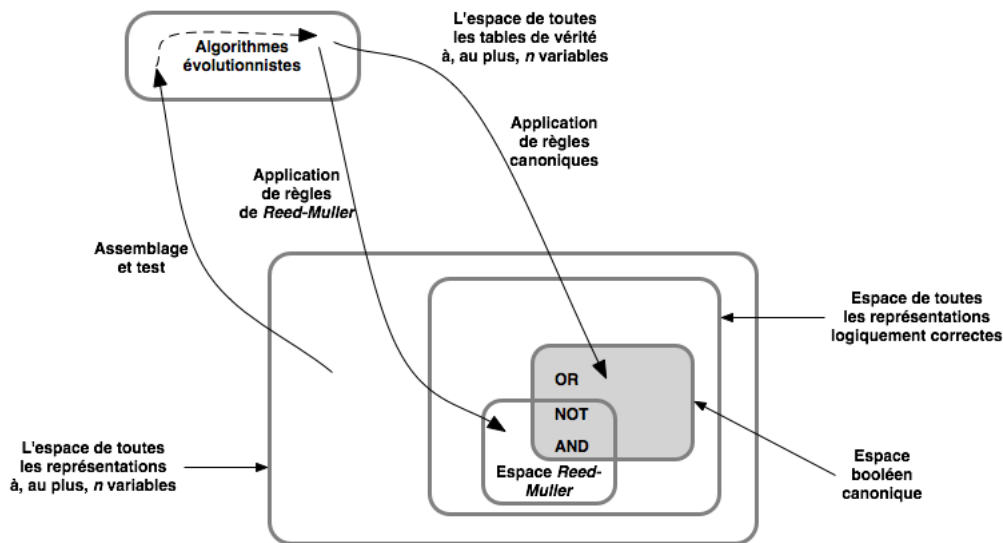 L'espace de toutes
les tables de vérité
à, au plus, n variables
Algorithmes
évolutionnistes
Application
de règles
canoniques
Application
de règles
de Reed-Muller
Assemblage
et test
Espace de toutes
les représentations
logiquement correctes
OR
NOT
AND
Espace Reed-
Muller
L'espace de toutes
les représentations
à, au plus, n variables
Espace
booléen
canonique